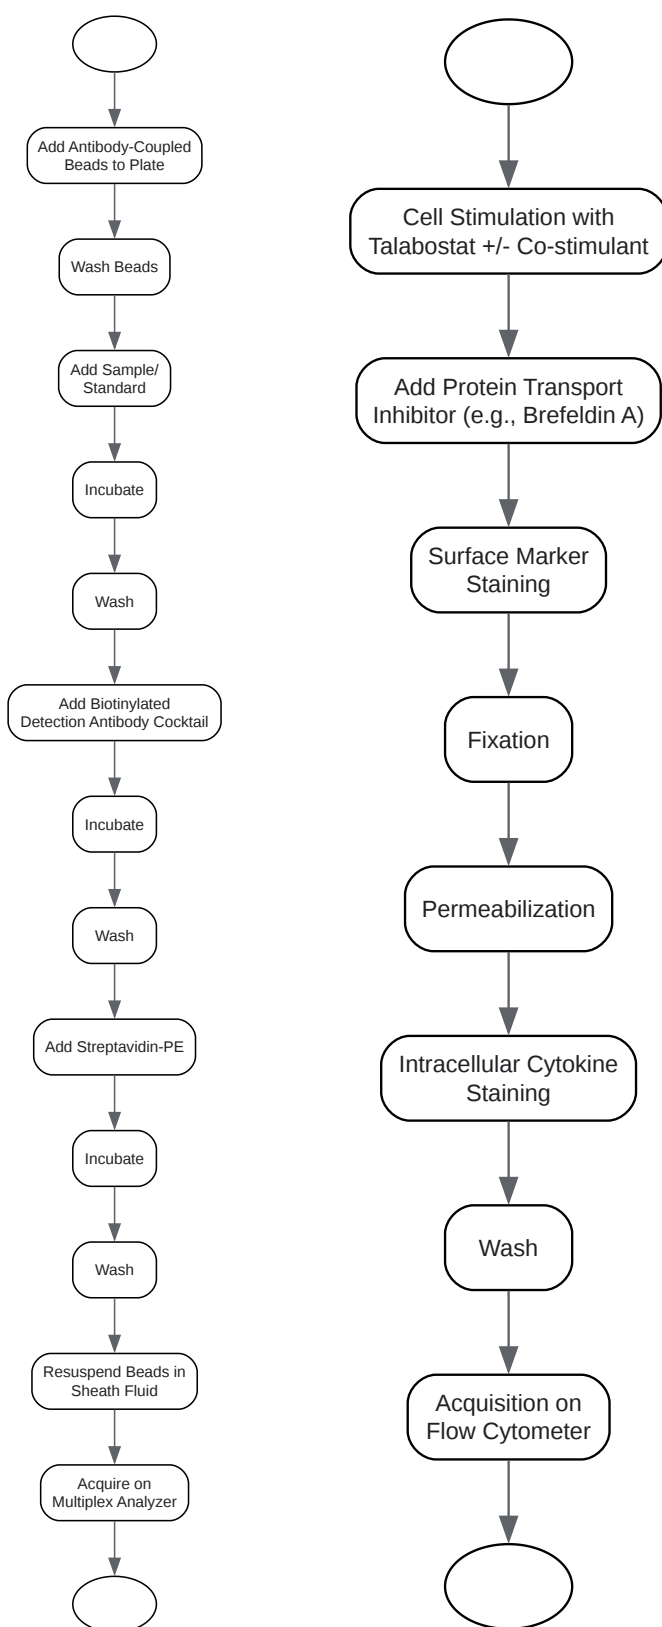 Add Antibody-Coupled
Beads to Plate
Wash Beads
Add Sample/
Standard
Incubate
Wash
Add Biotinylated
Detection Antibody Cocktail
Incubate
Wash
Add Streptavidin-PE
Incubate
Wash
Resuspend Beads in
Sheath Fluid
Acquire on
Multiplex Analyzer
Cell Stimulation with
Talabostat +/- Co-stimulant
Add Protein Transport
Inhibitor (e.g., Brefeldin A)
Surface Marker
Staining
Fixation
Permeabilization
Intracellular Cytokine
Staining
Wash
Acquisition on
Flow Cytometer